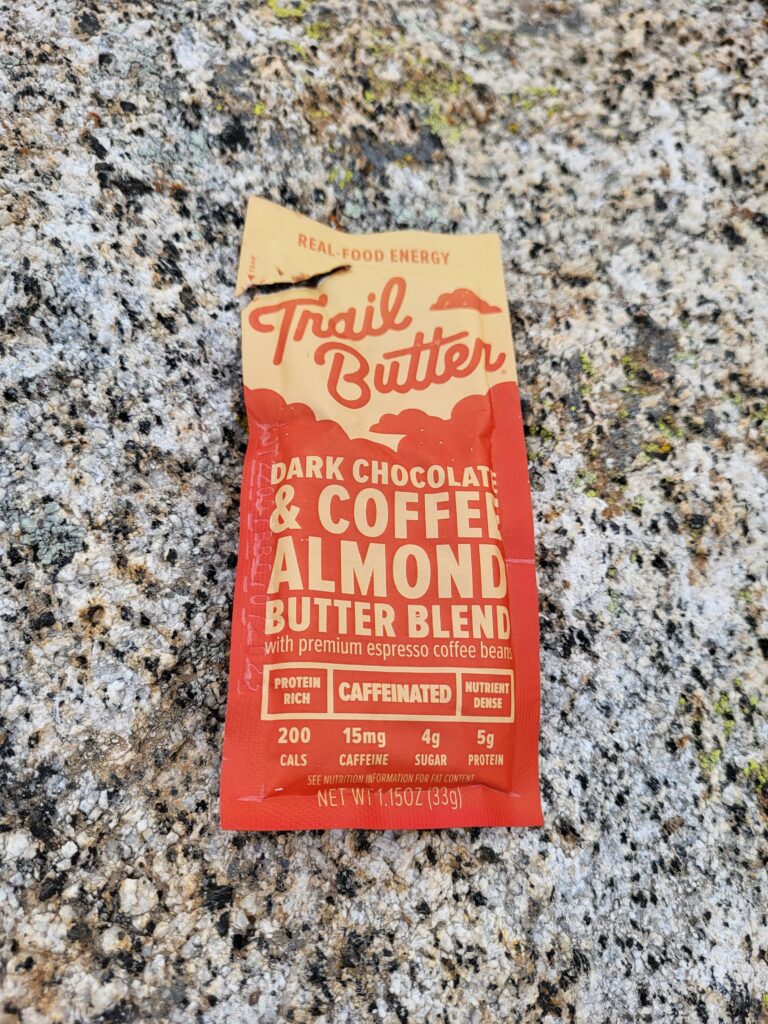 REAL-FOOD ENERGY
TEAR
Trail
Butter
DARK CHOCOLATE
& COFFEE
ALMOND
BUTTER BLEND
with premium espresso coffee beans
PROTEIN RICH
CAFFEINATED
NUTRIENT DENSE
200 15mg 4g 5g
CALS CAFFEINE SUGAR PROTEIN
SEE NUTRITION INFORMATION FOR FAT CONTENT
NET WT 1.15OZ (33g)